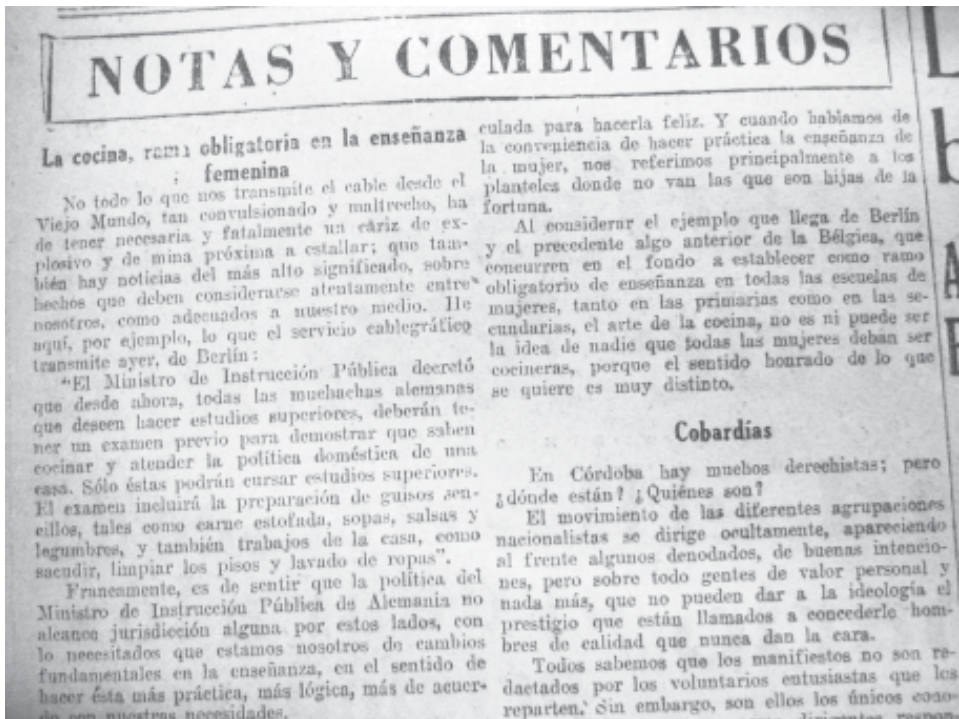 NOTAS Y COMENTARIOS
La cocina, rama obligatoria en la enseñanza
femenina
No todo lo que nos transmite el cable desde el
Viejo Mundo, tan convulsionado y maltrecho, ha
de tener necesaria y fatalmente un cáriz de ex-
plosivo y de mina próxima a estallar; que tam-
bién hay noticias del más alto significado, sobre
hechos que deben considerarse atentamente entre
nosotros, como adecuados a nuestro medio. He
aquí, por ejemplo, lo que el servicio cablegráfico
transmite ayer, de Berlín:
"El Ministro de Instrucción Pública decretó
que desde ahora, todas las muchachas alemanas
que deseen hacer estudios superiores, deberán te-
ner un examen previo para demostrar que saben
cocinar y atender la política doméstica de una
casa. Sólo éstas podrán cursar estudios superiores.
El examen incluirá la preparación de guisos sen-
cillos, tales como carne estofada, sopas, salsas y
legumbres, y también trabajos de la casa, como
sacudir, limpiar los pisos y lavado de ropas".
Francamente, es de sentir que la política del
Ministro de Instrucción Pública de Alemania no
alcance jurisdicción alguna por estos lados, con
lo necesitados que estamos nosotros de cambios
fundamentales en la enseñanza, en el sentido de
hacer ésta más práctica, más lógica, más de acuer-
do con nuestras necesidades.
culada para hacerla feliz. Y cuando hablamos de
la conveniencia de hacer práctica la enseñanza de
la mujer, nos referimos principalmente a los
planteles donde no van las que son hijas de la
fortuna.
Al considerar el ejemplo que llega de Berlín
y el precedente algo anterior de la Bélgica, que
concurren en el fondo a establecer como ramo
obligatorio de enseñanza en todas las escuelas de
mujeres, tanto en las primarias como en las se-
cundarias, el arte de la cocina, no es ni puede ser
la idea de nadie que todas las mujeres deban ser
cocineras, porque el sentido honrado de lo que
se quiere es muy distinto.
Cobardías
En Córdoba hay muchos derechistas; pero
¿dónde están? ¿Quiénes son?
El movimiento de las diferentes agrupaciones
nacionalistas se dirige ocultamente, apareciendo
al frente algunos denodados, de buenas intencio-
nes, pero sobre todo gentes de valor personal y
nada más, que no pueden dar a la ideología el
prestigio que están llamados a concederle hom-
bres de calidad que nunca dan la cara.
Todos sabemos que los manifiestos no son re-
dactados por los voluntarios entusiastas que los
reparten. Sin embargo, son ellos los únicos